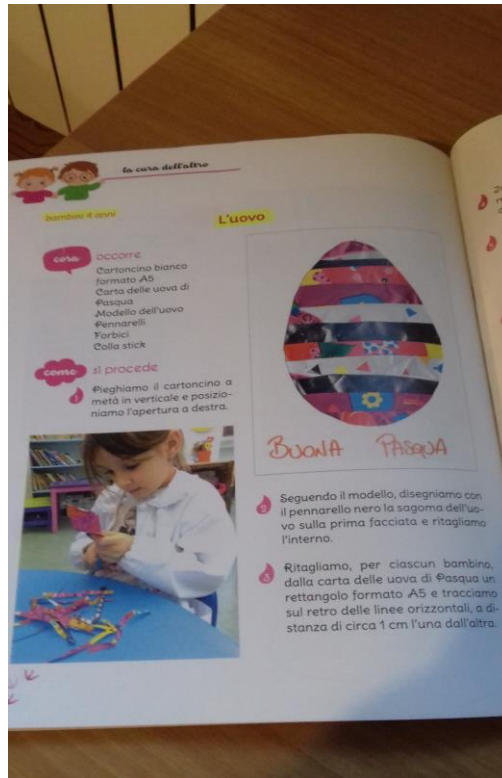 la cura dell'altro
bambini 4 anni
L'uovo
cosa occorre
Cartoncino bianco
formato A5
Carta delle uova di
Pasqua
Modello dell'uovo
Pennarelli
Forbici
Colla stick
come si procede
1 Pieghiamo il cartoncino a
metà in verticale e posizio-
niamo l'apertura a destra.
BUONA PASQUA
2 Seguendo il modello, disegniamo con
il pennarello nero la sagoma dell'uo-
vo sulla prima facciata e ritagliamo
l'interno.
3 Ritagliamo, per ciascun bambino,
dalla carta delle uova di Pasqua un
rettangolo formato A5 e tracciamo
sul retro delle linee orizzontali, a di-
stanza di circa 1 cm l'una dall'altra.